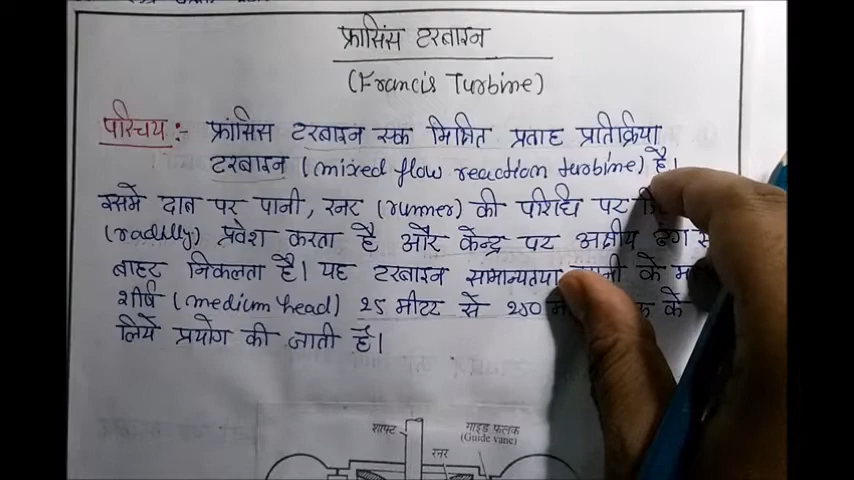 फ्रांसिंस टरबाइन
(Francis Turbine)
परिचय :- फ्रांसिस टरबाइन एक मिश्रित प्रवाह प्रतिक्रिया
टरबाइन (mixed flow reaction turbine) है।
इसमे दाब पर पानी, रनर (runner) की परिधि पर
(radilly) प्रवेश करता है और केन्द्र पर अक्षीय ढंग स
बाहर निकलता है। यह टरबाइन सामान्यतया के
शीर्ष (medium head) 25 मीटर से 250 के
लिये प्रयोग की जाती है।
शाफ्ट
गाइड फलक
(Guide vane)
रनर